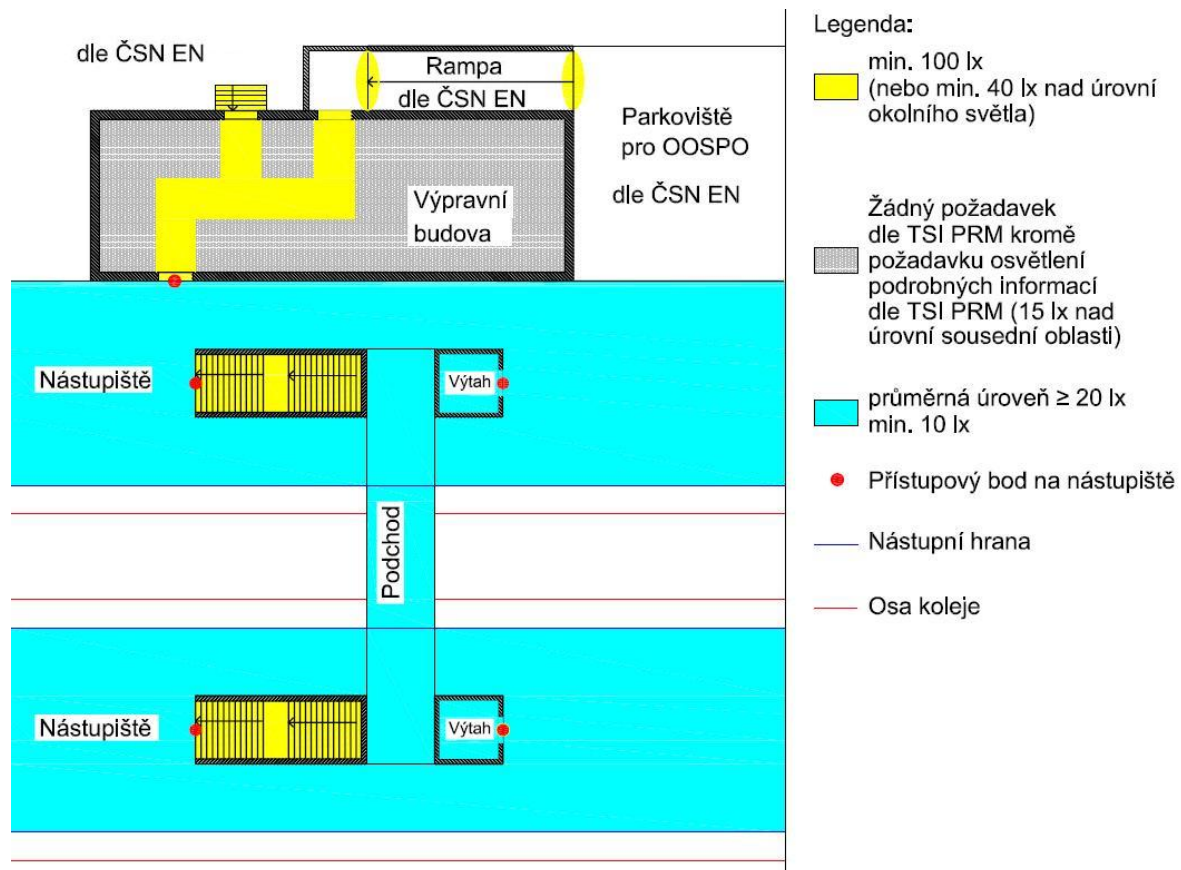 dle ČSN EN
Rampa
dle ČSN EN
Parkoviště
pro OOSPO
dle ČSN EN
Výpravní
budova
Nástupiště
Výtah
Podchod
Nástupiště
Výtah
Legenda:
min. 100 lx
(nebo min. 40 lx nad úrovní
okolního světla)
Žádný požadavek
dle TSI PRM kromě
požadavku osvětlení
podrobných informací
dle TSI PRM (15 lx nad
úrovní sousední oblasti)
průměrná úroveň ≥ 20 lx
min. 10 lx
Přístupový bod na nástupiště
Nástupní hrana
Osa koleje